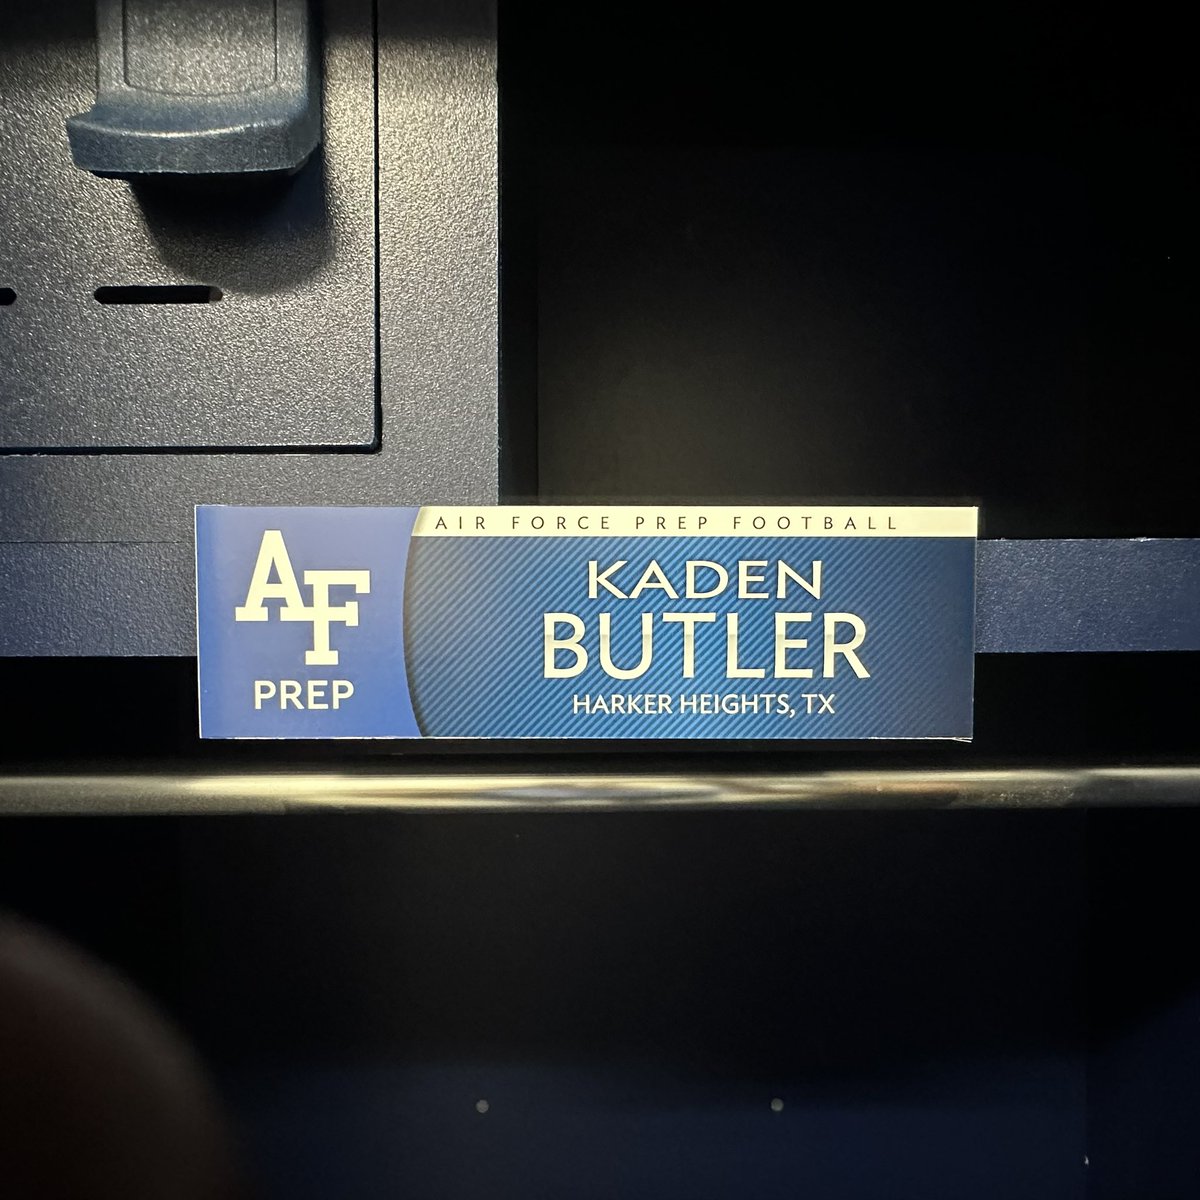 AIR FORCE PREP FOOTBALL
AF
PREP
KADEN
BUTLER
HARKER HEIGHTS, TX